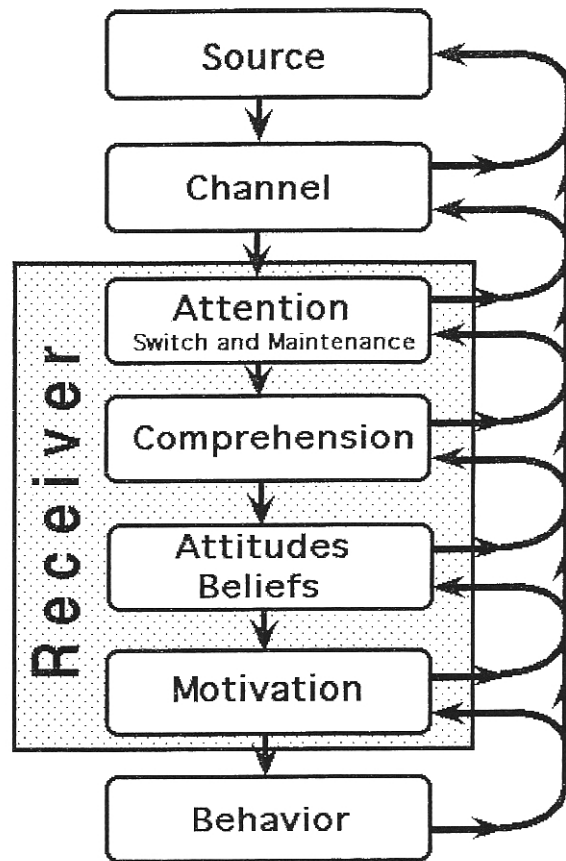 Source
Channel
Receiver
Attention
Switch and Maintenance
Comprehension
Attitudes
Beliefs
Motivation
Behavior